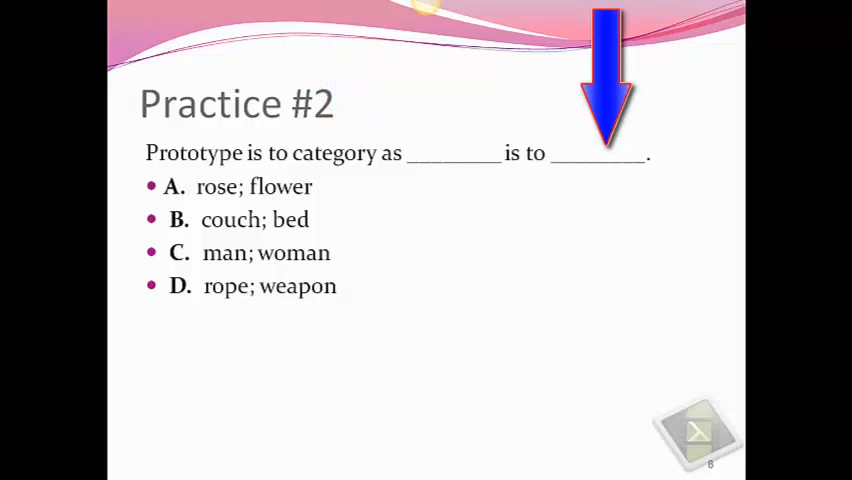 Practice #2
Prototype is to category as ________ is to ________.
• A. rose; flower
• B. couch; bed
• C. man; woman
• D. rope; weapon
8